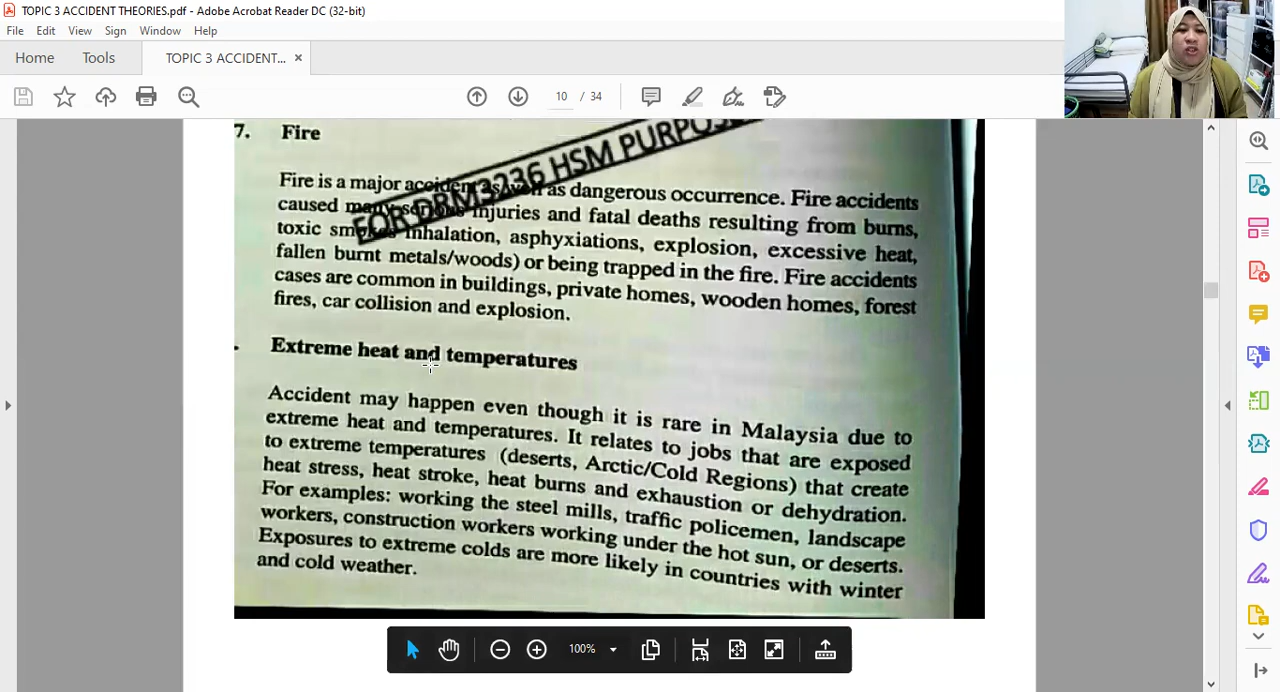 TOPIC 3 ACCIDENT THEORIES.pdf - Adobe Acrobat Reader DC (32-bit)
File Edit View Sign Window Help
Home Tools TOPIC 3 ACCIDENT... ×
10 / 34
7. Fire
FOR DRM3236 HSM PURPOS
Fire is a major accident as well as dangerous occurrence. Fire accidents
caused many serious injuries and fatal deaths resulting from burns,
toxic smokes inhalation, asphyxiations, explosion, excessive heat,
fallen burnt metals/woods) or being trapped in the fire. Fire accidents
cases are common in buildings, private homes, wooden homes, forest
fires, car collision and explosion.
. Extreme heat and temperatures
Accident may happen even though it is rare in Malaysia due to
extreme heat and temperatures. It relates to jobs that are exposed
to extreme temperatures (deserts, Arctic/Cold Regions) that create
heat stress, heat stroke, heat burns and exhaustion or dehydration.
For examples: working the steel mills, traffic policemen, landscape
workers, construction workers working under the hot sun, or deserts.
Exposures to extreme colds are more likely in countries with winter
and cold weather.
100%